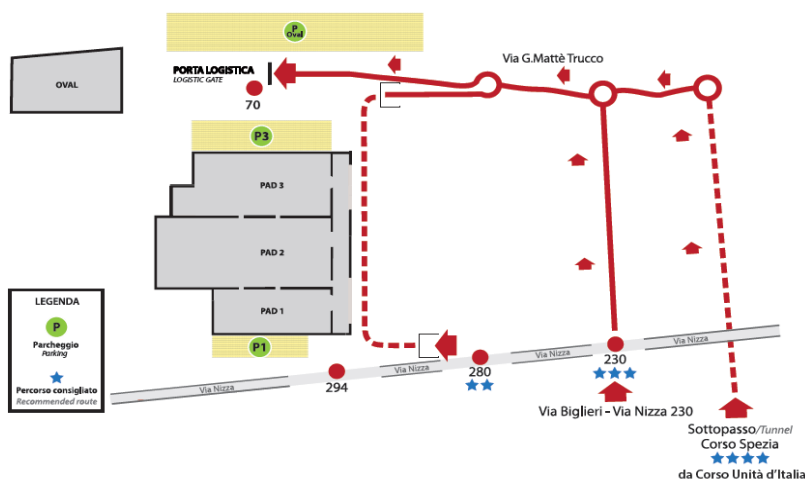 P
Oval
Via G.Mattè Trucco
OVAL
PORTA LOGISTICA
LOGISTIC GATE
70
P3
PAD 3
PAD 2
PAD 1
P1
LEGENDA
P
Parcheggio
Parking
Percorso consigliato
Recommended route
Via Nizza
Via Nizza
Via Nizza
Via Nizza
Via Nizza
294
280
230
Via Biglieri - Via Nizza 230
Sottopasso/Tunnel
Corso Spezia
da Corso Unità d'Italia